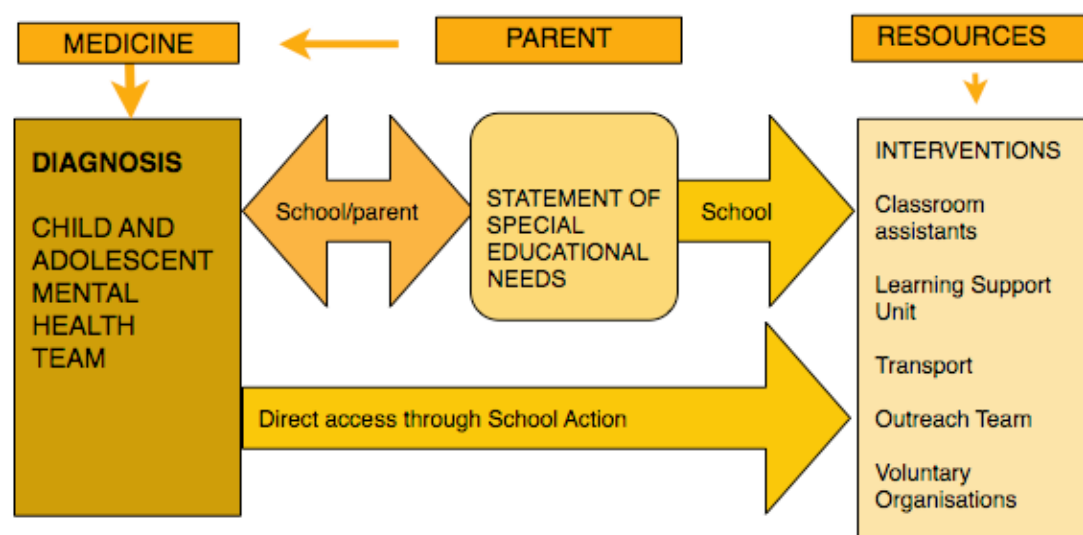 MEDICINE
PARENT
RESOURCES
DIAGNOSIS
CHILD AND
ADOLESCENT
MENTAL
HEALTH
TEAM
School/parent
STATEMENT OF
SPECIAL
EDUCATIONAL
NEEDS
School
Direct access through School Action
INTERVENTIONS
Classroom
assistants
Learning Support
Unit
Transport
Outreach Team
Voluntary
Organisations